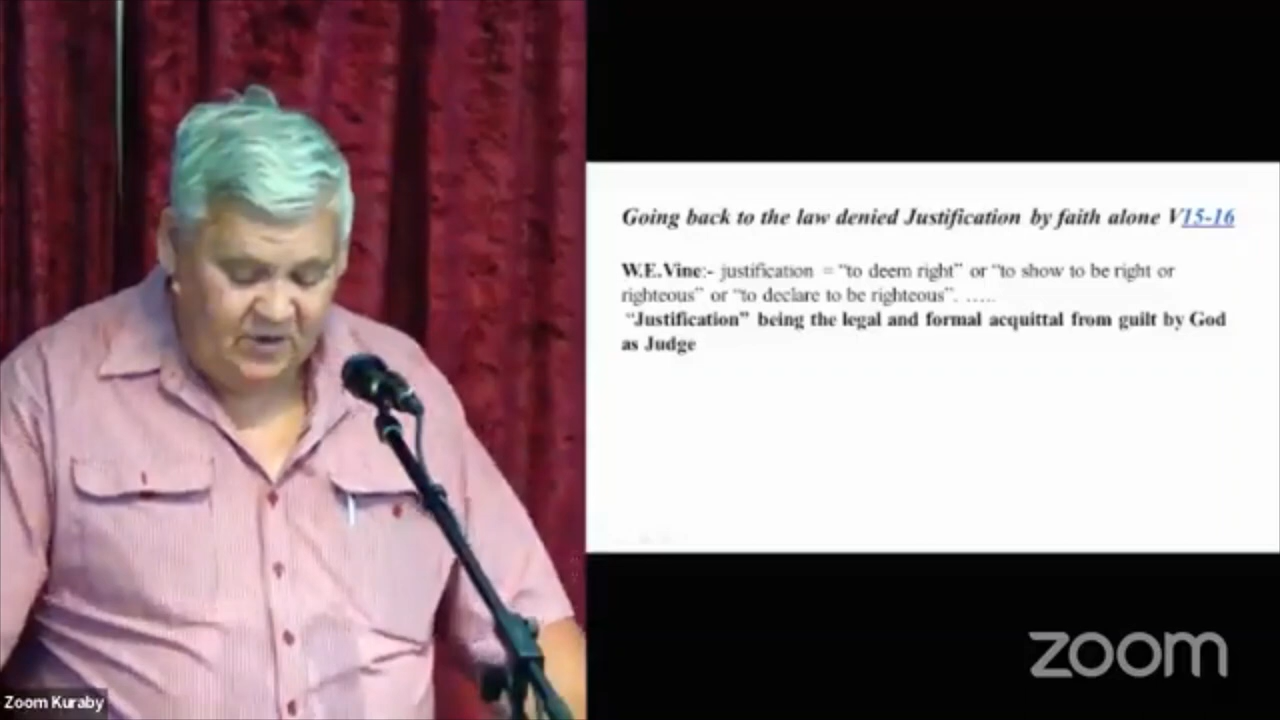 Going back to the law denied Justification by faith alone V15-16
W.E.Vine:- justification = “to deem right” or “to show to be right or
righteous” or “to declare to be righteous”. .....
“Justification” being the legal and formal acquittal from guilt by God
as Judge
zoom
Zoom Kuraby